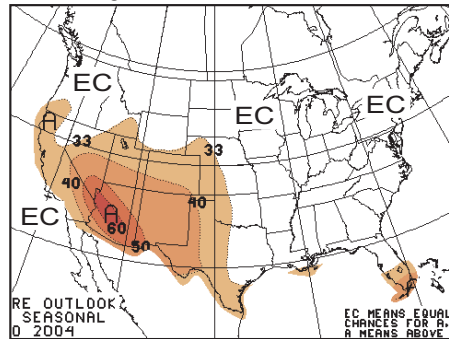 EC
EC
EC
A
33
33
40
40
EC
A
60
50
RE OUTLOOK
SEASONAL
2004
EC MEANS EQUAL
CHANCES FOR A,
A MEANS ABOVE